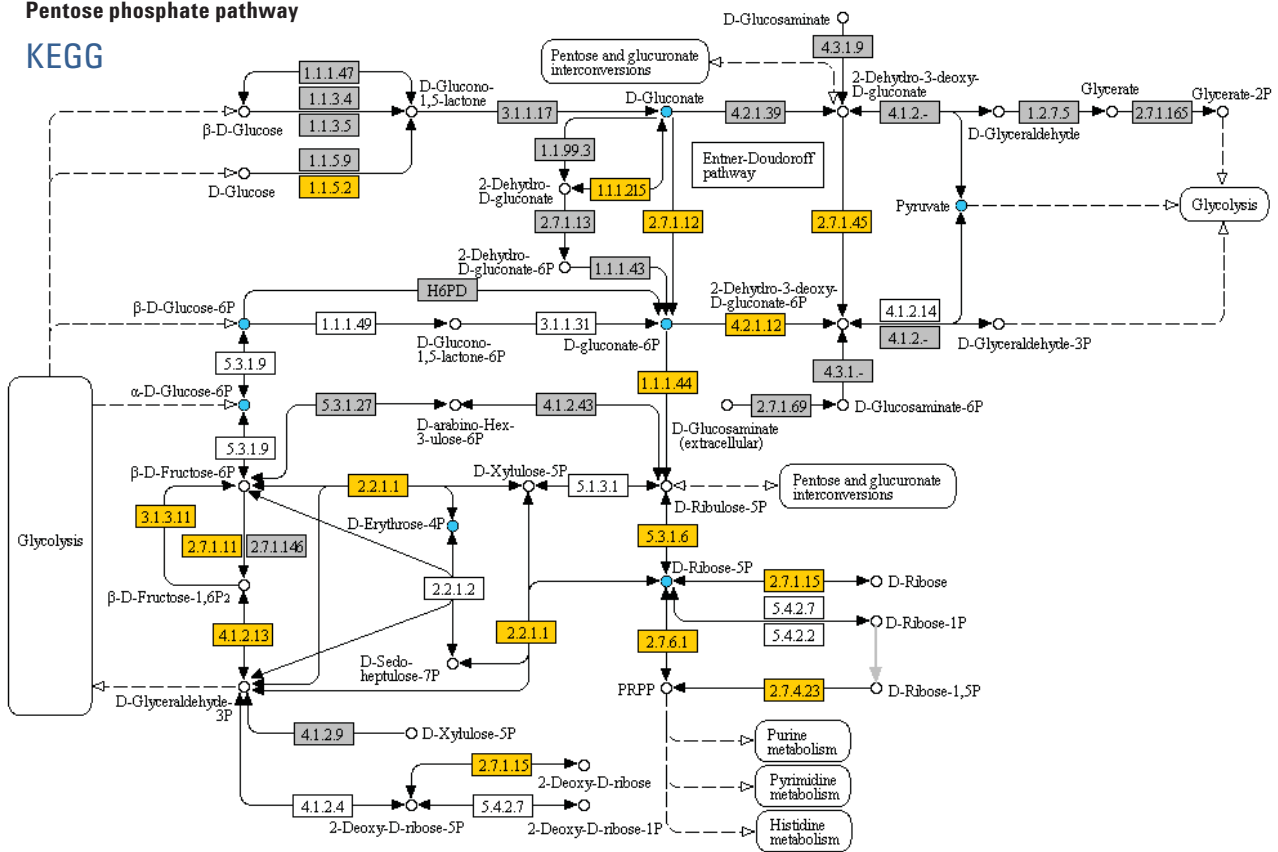 Pentose phosphate pathway
KEGG
D-Glucosaminate
4.3.1.9
Pentose and glucuronate
interconversions
1.1.1.47
1.1.3.4
1.1.3.5
β-D-Glucose
D-Glucono-
1,5-lactone
3.1.1.17
D-Gluconate
4.2.1.39
2-Dehydro-3-deoxy-
D-gluconate
4.1.2.-
D-Glyceraldehyde
1.2.7.5
Glycerate
2.7.1.165
Glycerate-2P
1.1.5.9
1.1.5.2
D-Glucose
1.1.99.3
2-Dehydro-
D-gluconate
1.1.1.215
Entner-Doudoroff
pathway
2.7.1.13
2.7.1.12
2.7.1.45
Pyruvate
Glycolysis
2-Dehydro-
D-gluconate-6P
1.1.1.43
H6PD
β-D-Glucose-6P
1.1.1.49
D-Glucono-
1,5-lactone-6P
3.1.1.31
D-gluconate-6P
4.2.1.12
2-Dehydro-3-deoxy-
D-gluconate-6P
4.1.2.14
4.1.2.-
D-Glyceraldehyde-3P
5.3.1.9
α-D-Glucose-6P
1.1.1.44
4.3.1.-
2.7.1.69
D-Glucosaminate
(extracellular)
D-Glucosaminate-6P
5.3.1.27
D-arabino-Hex-
3-ulose-6P
4.1.2.43
5.3.1.9
β-D-Fructose-6P
2.2.1.1
D-Xylulose-5P
5.1.3.1
D-Ribulose-5P
Pentose and glucuronate
interconversions
3.1.3.11
D-Erythrose-4P
Glycolysis
2.7.1.11
2.7.1.146
5.3.1.6
D-Ribose-5P
2.7.1.15
D-Ribose
β-D-Fructose-1,6P2
2.2.1.2
5.4.2.7
5.4.2.2
D-Ribose-1P
4.1.2.13
2.2.1.1
2.7.6.1
D-Sedo-
heptulose-7P
D-Glyceraldehyde-
3P
PRPP
2.7.4.23
D-Ribose-1,5P
4.1.2.9
D-Xylulose-5P
Purine
metabolism
2.7.1.15
2-Deoxy-D-ribose
Pyrimidine
metabolism
4.1.2.4
2-Deoxy-D-ribose-5P
5.4.2.7
2-Deoxy-D-ribose-1P
Histidine
metabolism